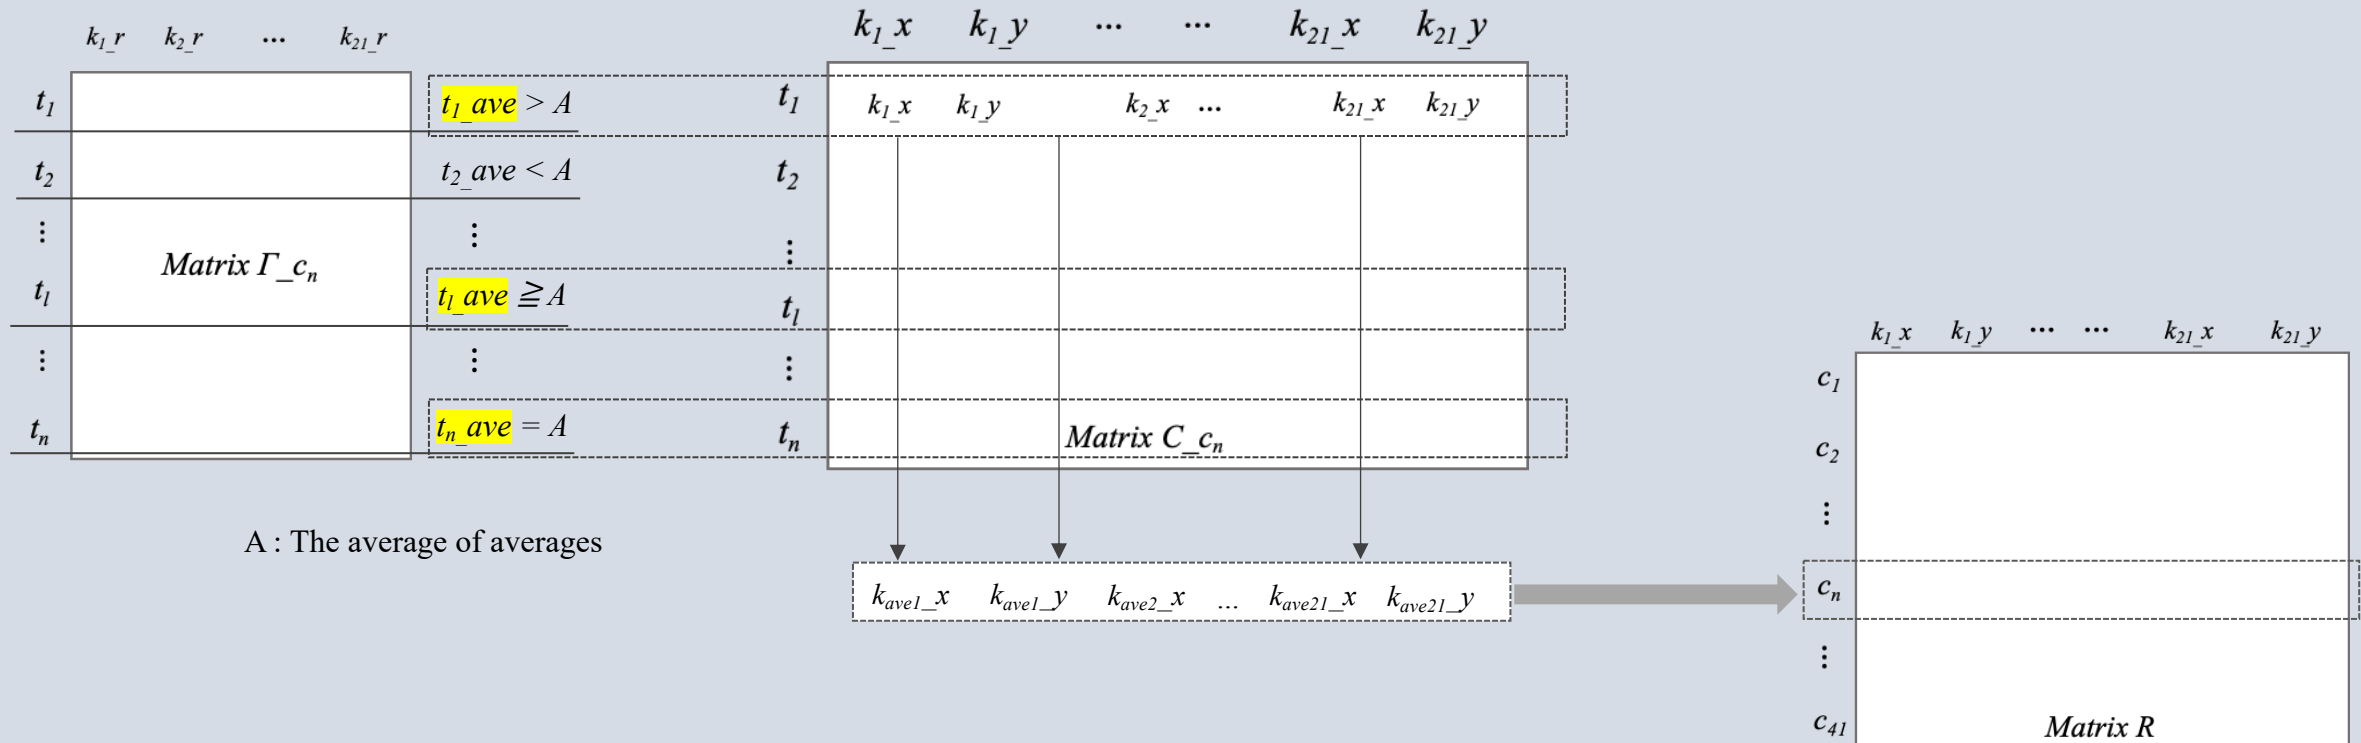 k1_r k2_r ... k21_r
t1
t2
⋮
tl
⋮
tn
Matrix Γ_cn
t1_ave > A
t2_ave < A
⋮
tl_ave ≧ A
⋮
tn_ave = A
A : The average of averages
k1_x k1_y ... ... k21_x k21_y
t1
t2
⋮
tl
⋮
tn
k1_x k1_y k2_x ... k21_x k21_y
Matrix C_cn
kave1_x kave1_y kave2_x ... kave21_x kave21_y
k1_x k1_y ... ... k21_x k21_y
c1
c2
⋮
cn
⋮
c41
Matrix R